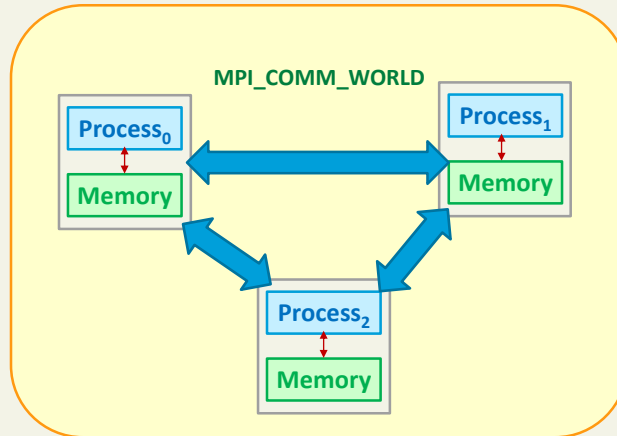 MPI_COMM_WORLD
Process₀
Memory
Process₁
Memory
Process₂
Memory